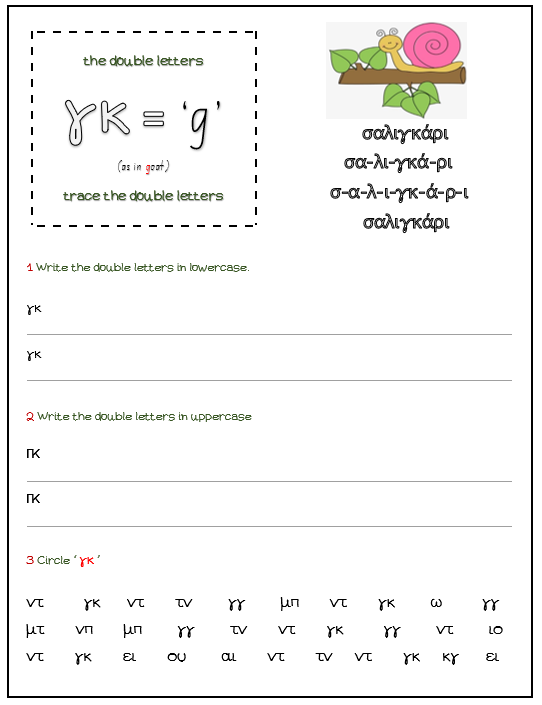 the double letters
γκ = 'g'
(as in goat)
trace the double letters
σαλιγκάρι
σα-λι-γκά-ρι
σ-α-λ-ι-γκ-ά-ρ-ι
σαλιγκάρι
1 Write the double letters in lowercase.
γκ
γκ
2 Write the double letters in uppercase
ΓΚ
ΓΚ
3 Circle ‘γκ’
ντ γκ ντ τν γγ μπ ντ γκ ω γγ
μτ νπ μπ γγ τν ντ γκ γγ ντ ιο
ντ γκ ει ου αι ντ τν ντ γκ κγ ει